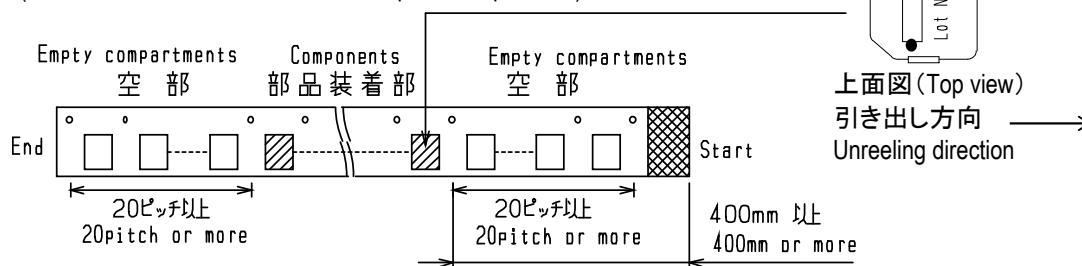 Lot N
Empty compartments
空 部
Components
部品装着部
Empty compartments
空 部
上面図(Top view)
引き出し方向
Unreeling direction
End
Start
20ピッチ以上
20pitch or more
20ピッチ以上
20pitch or more
400mm 以上
400mm or more